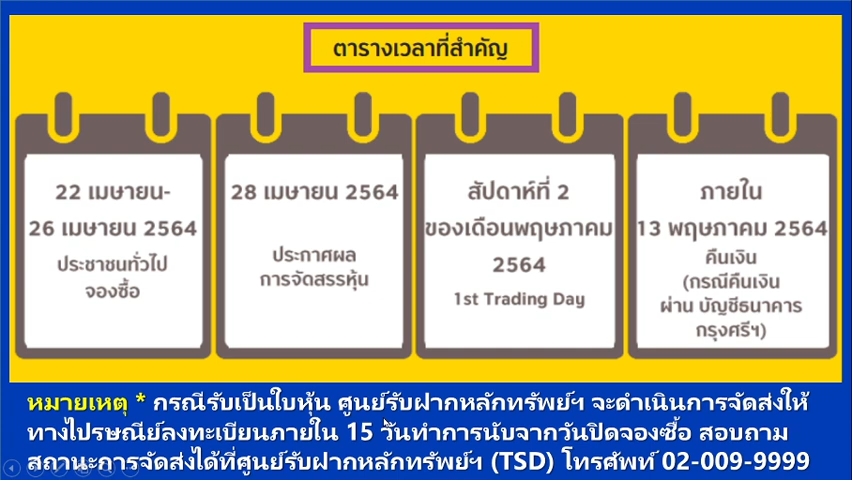 ตารางเวลาที่สำคัญ
22 เมษายน-
26 เมษายน 2564
ประชาชนทั่วไป
จองซื้อ
28 เมษายน 2564
ประกาศผล
การจัดสรรหุ้น
สัปดาห์ที่ 2
ของเดือนพฤษภาคม
2564
1st Trading Day
ภายใน
13 พฤษภาคม 2564
คืนเงิน
(กรณีคืนเงิน
ผ่าน บัญชีธนาคาร
กรุงศรีฯ)
หมายเหตุ * กรณีรับเป็นใบหุ้น ศูนย์รับฝากหลักทรัพย์ฯ จะดำเนินการจัดส่งให้
ทางไปรษณีย์ลงทะเบียนภายใน 15 วันทำการนับจากวันปิดจองซื้อ สอบถาม
สถานะการจัดส่งได้ที่ศูนย์รับฝากหลักทรัพย์ฯ (TSD) โทรศัพท์ 02-009-9999